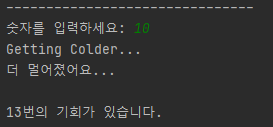 -------------------------------
숫자를 입력하세요: 10
Getting Colder...
더 멀어졌어요...
13번의 기회가 있습니다.